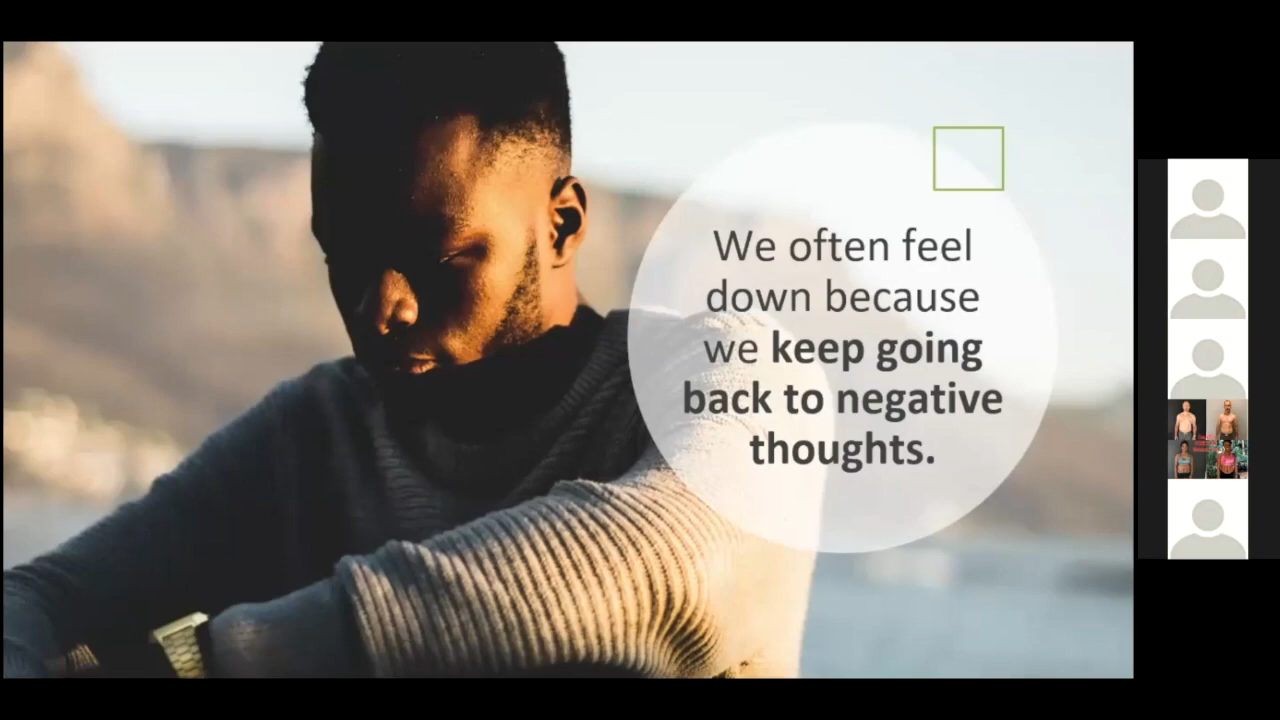 We often feel
down because
we keep going
back to negative
thoughts.